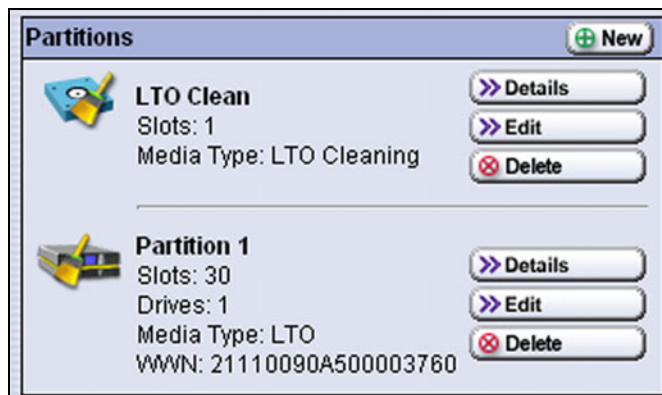 Partitions
New
LTO Clean
Slots: 1
Media Type: LTO Cleaning
Details
Edit
Delete
Partition 1
Slots: 30
Drives: 1
Media Type: LTO
WWN: 21110090A500003760
Details
Edit
Delete